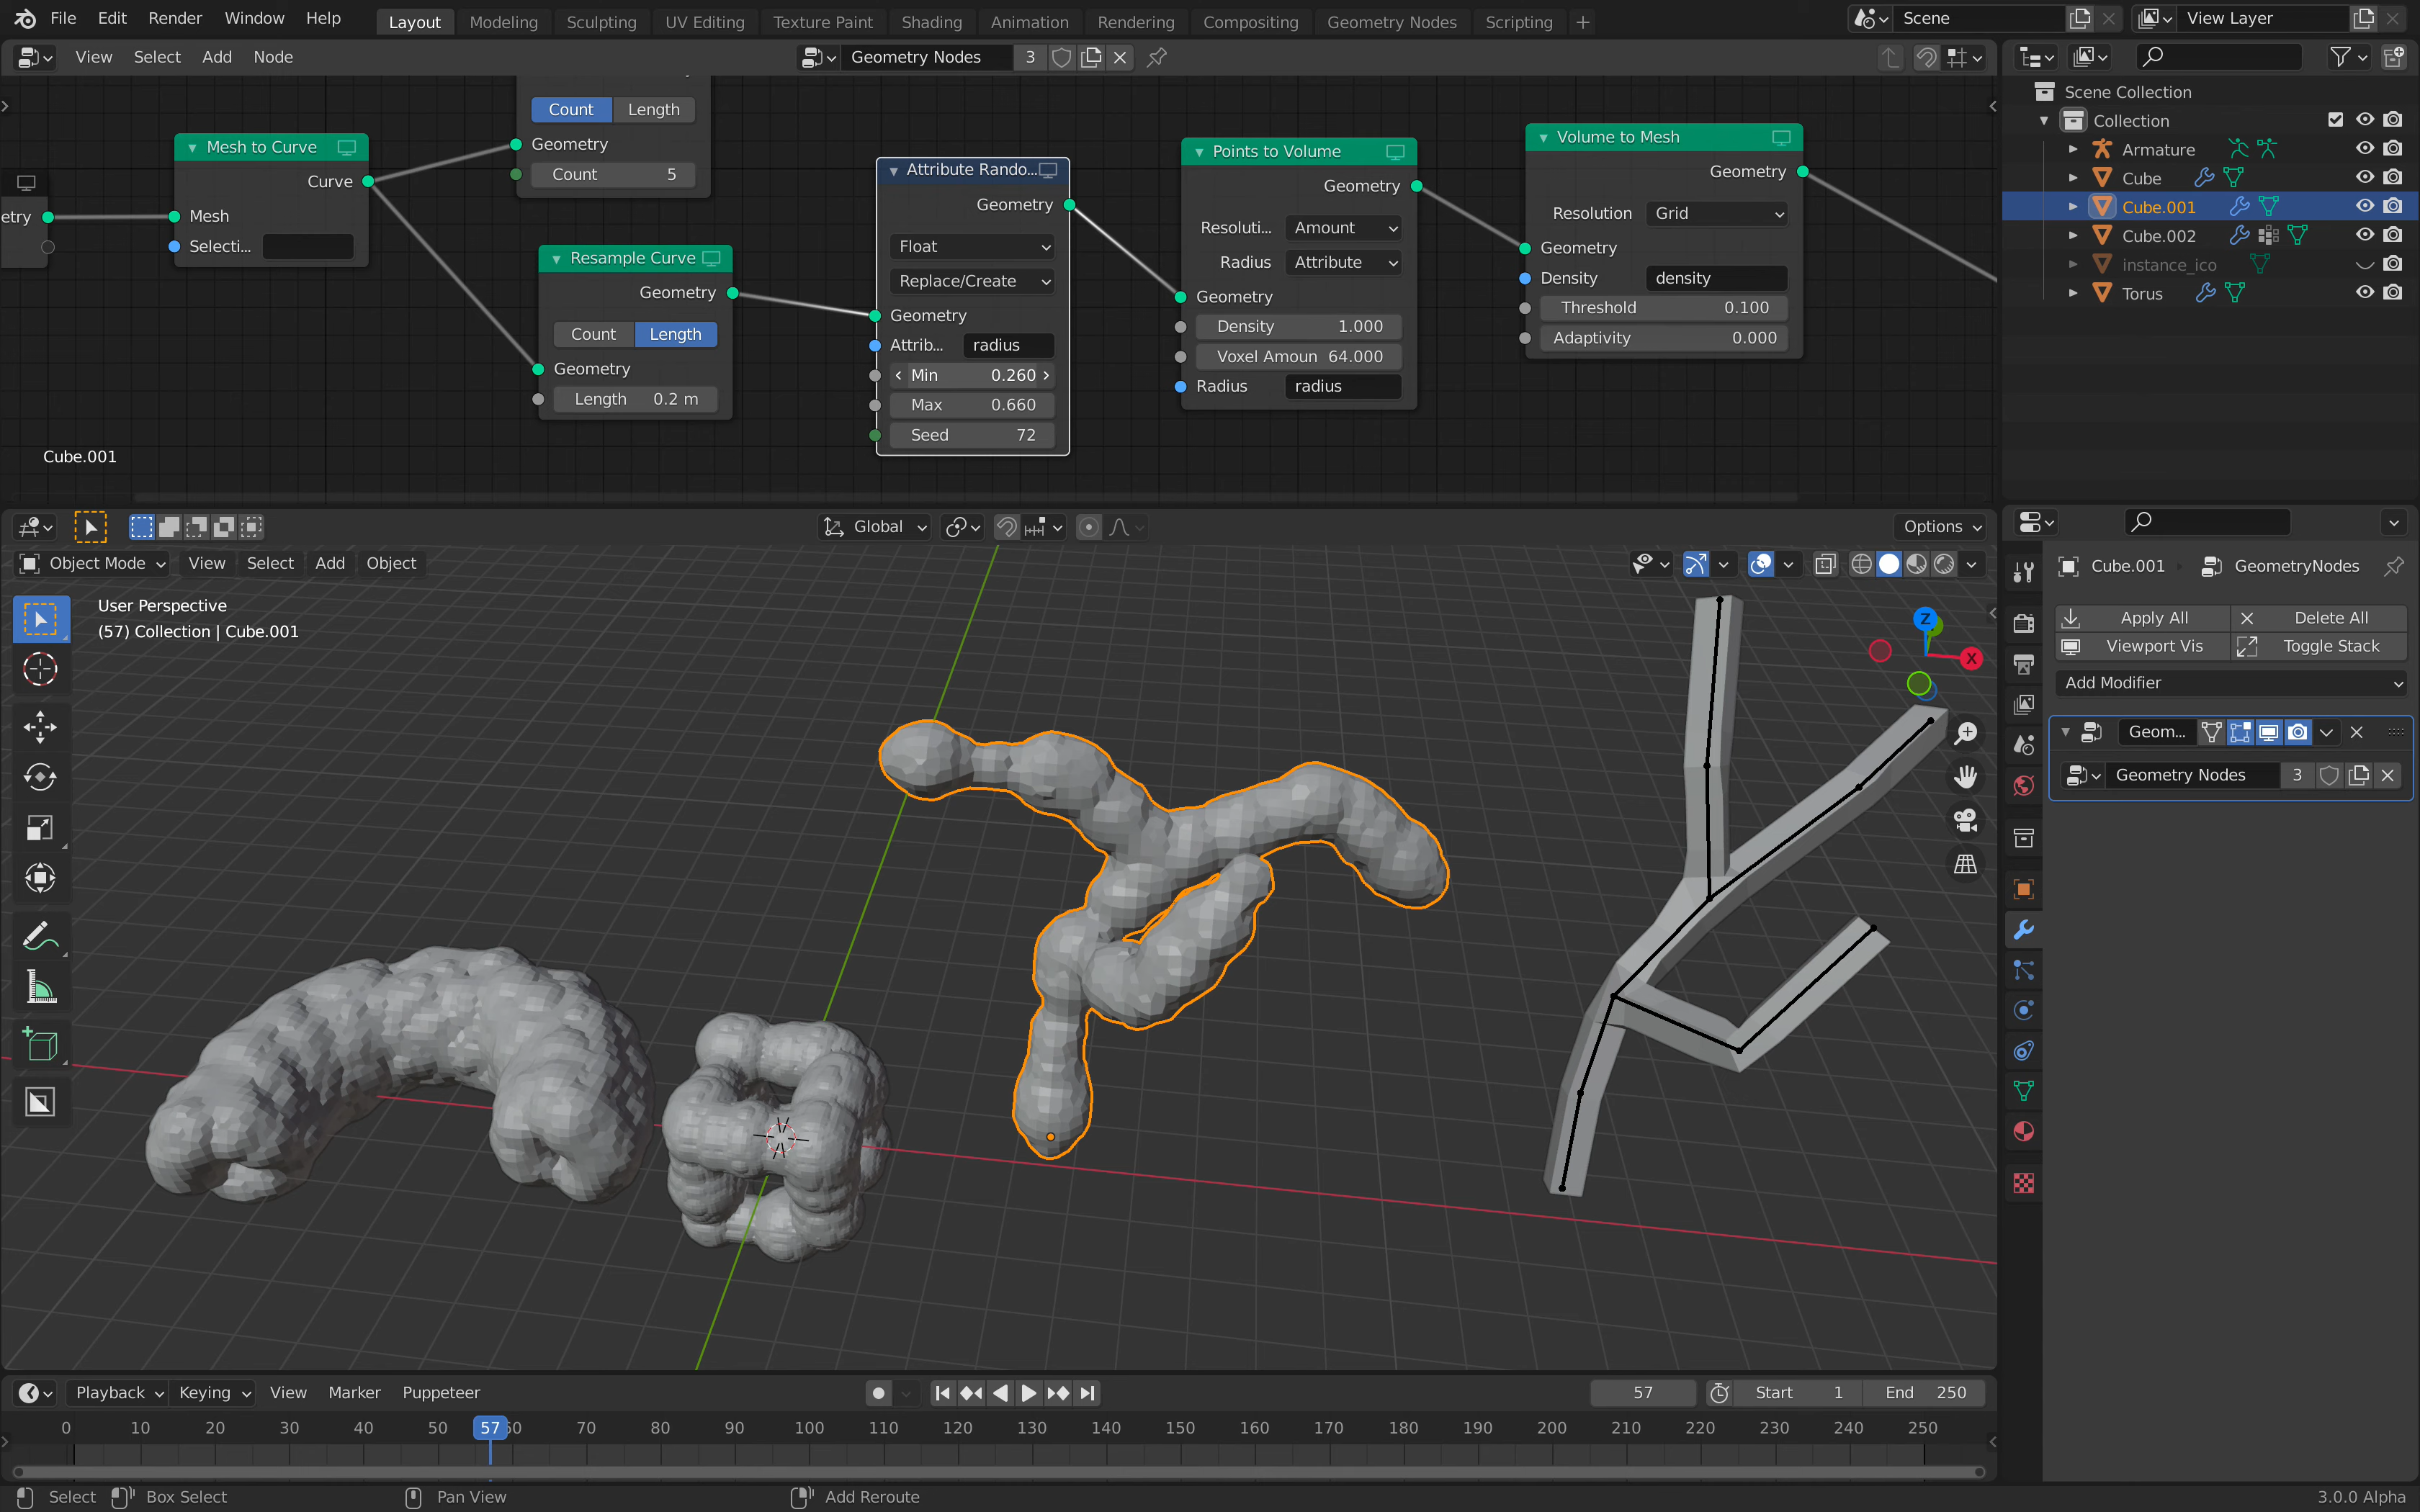 File Edit Render Window Help Layout Modeling Sculpting UV Editing Texture Paint Shading Animation Rendering Compositing Geometry Nodes Scripting + Scene View Layer
View Select Add Node Geometry Nodes 3
Scene Collection
Collection
Armature
Cube
Cube.001
Cube.002
instance_ico
Torus
etry
Mesh to Curve
Curve
Mesh
Selecti...
Count Length
Geometry
Count 5
Resample Curve
Geometry
Count Length
Geometry
Length 0.2 m
Attribute Rando...
Geometry
Float
Replace/Create
Geometry
Attrib... radius
Min 0.260
Max 0.660
Seed 72
Points to Volume
Geometry
Resoluti... Amount
Radius Attribute
Geometry
Density 1.000
Voxel Amoun 64.000
Radius radius
Volume to Mesh
Geometry
Resolution Grid
Geometry
Density density
Threshold 0.100
Adaptivity 0.000
Cube.001
Global Options
Object Mode View Select Add Object
User Perspective
(57) Collection | Cube.001
Z
X
Cube.001 GeometryNodes
Apply All Delete All
Viewport Vis Toggle Stack
Add Modifier
Geom...
Geometry Nodes 3
Playback Keying View Marker Puppeteer 57 Start 1 End 250
0 10 20 30 40 50 57 60 70 80 90 100 110 120 130 140 150 160 170 180 190 200 210 220 230 240 250
Select Box Select Pan View Add Reroute 3.0.0 Alpha